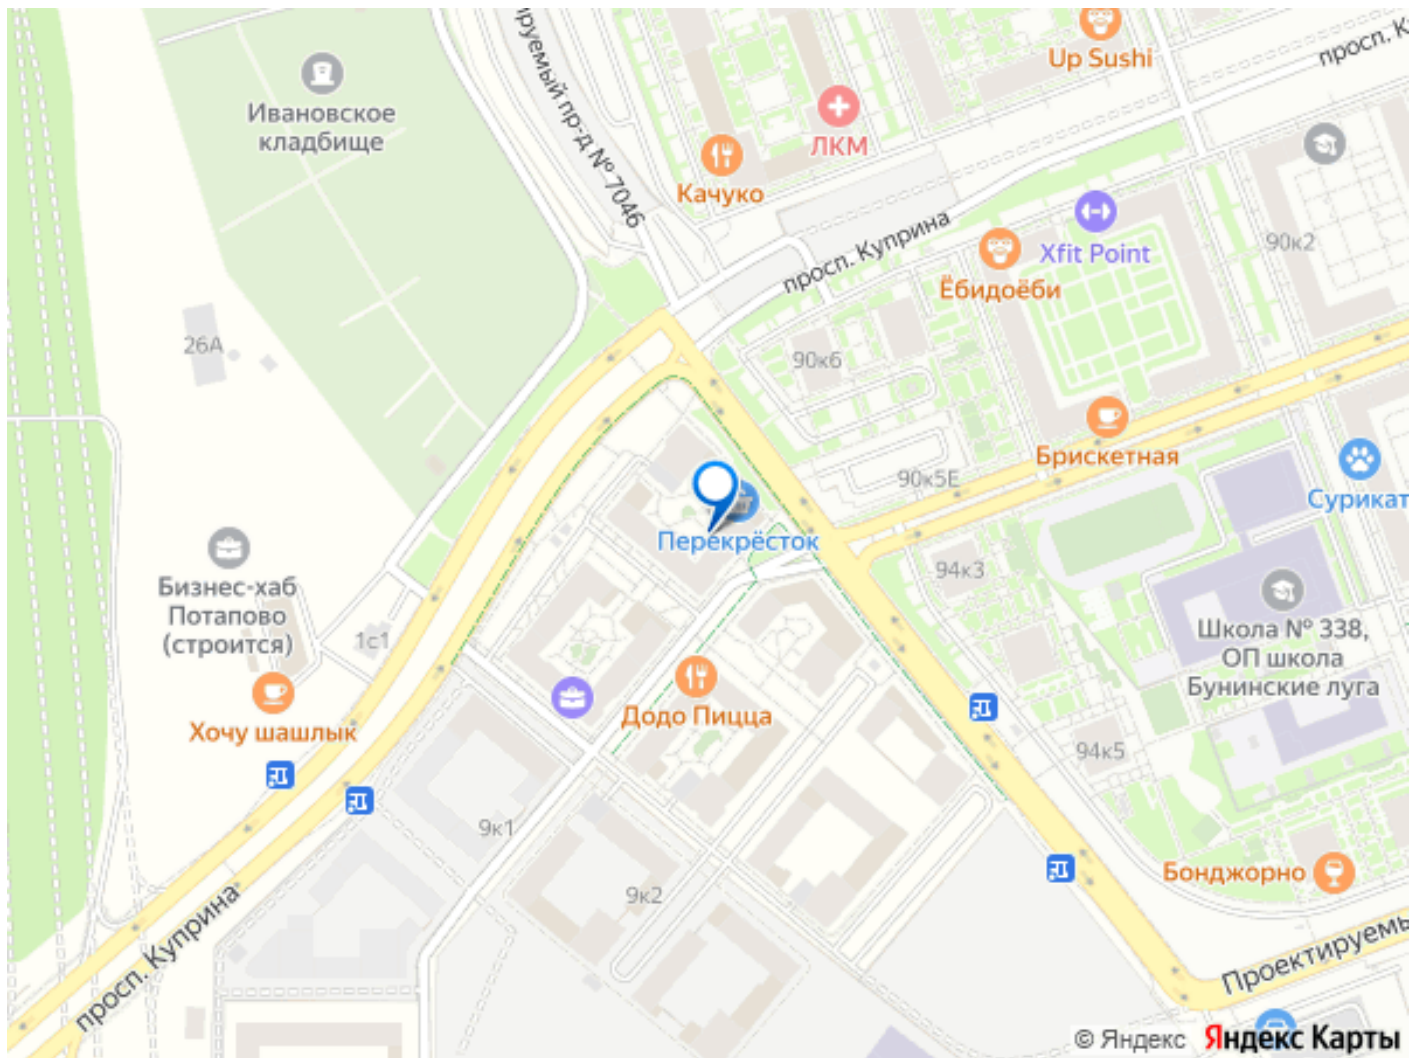 Up Sushi
просп. К
Ивановское
кладбище
руемый пр-д № 7046
ЛКМ
Качуко
просп. Куприна
Xfit Point
90к2
Ёбидоёби
26А
90к6
Брискетная
90к5Е
Сурикат
Перекрёсток
94к3
Бизнес-хаб
Потапово
(строится)
1с1
Школа № 338,
ОП школа
Бунинские луга
Додо Пицца
Хочу шашлык
94к5
9к1
Бонджорно
9к2
просп. Куприна
Проектируемы
© Яндекс Яндекс Карты